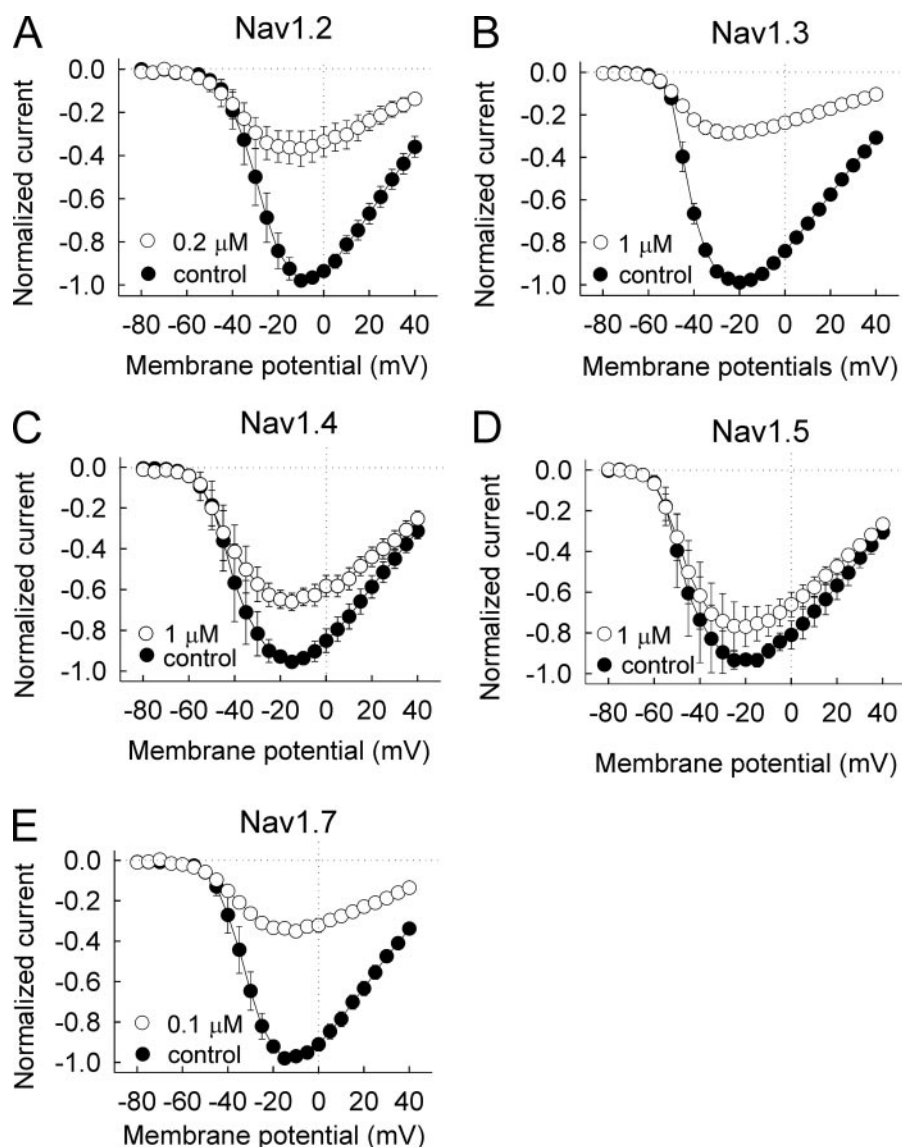 A
Nav1.2
0.0
-0.2
-0.4
-0.6
-0.8
-1.0
Normalized current
0.2 μM
control
-80 -60 -40 -20 0 20 40
Membrane potential (mV)
B
Nav1.3
0.0
-0.2
-0.4
-0.6
-0.8
-1.0
Normalized current
1 μM
control
-80 -60 -40 -20 0 20 40
Membrane potentials (mV)
C
Nav1.4
0.0
-0.2
-0.4
-0.6
-0.8
-1.0
Normalized current
1 μM
control
-80 -60 -40 -20 0 20 40
Membrane potential (mV)
D
Nav1.5
0.0
-0.2
-0.4
-0.6
-0.8
-1.0
Normalized current
1 μM
control
-80 -60 -40 -20 0 20 40
Membrane potential (mV)
E
Nav1.7
0.0
-0.2
-0.4
-0.6
-0.8
-1.0
Normalized current
0.1 μM
control
-80 -60 -40 -20 0 20 40
Membrane potential (mV)